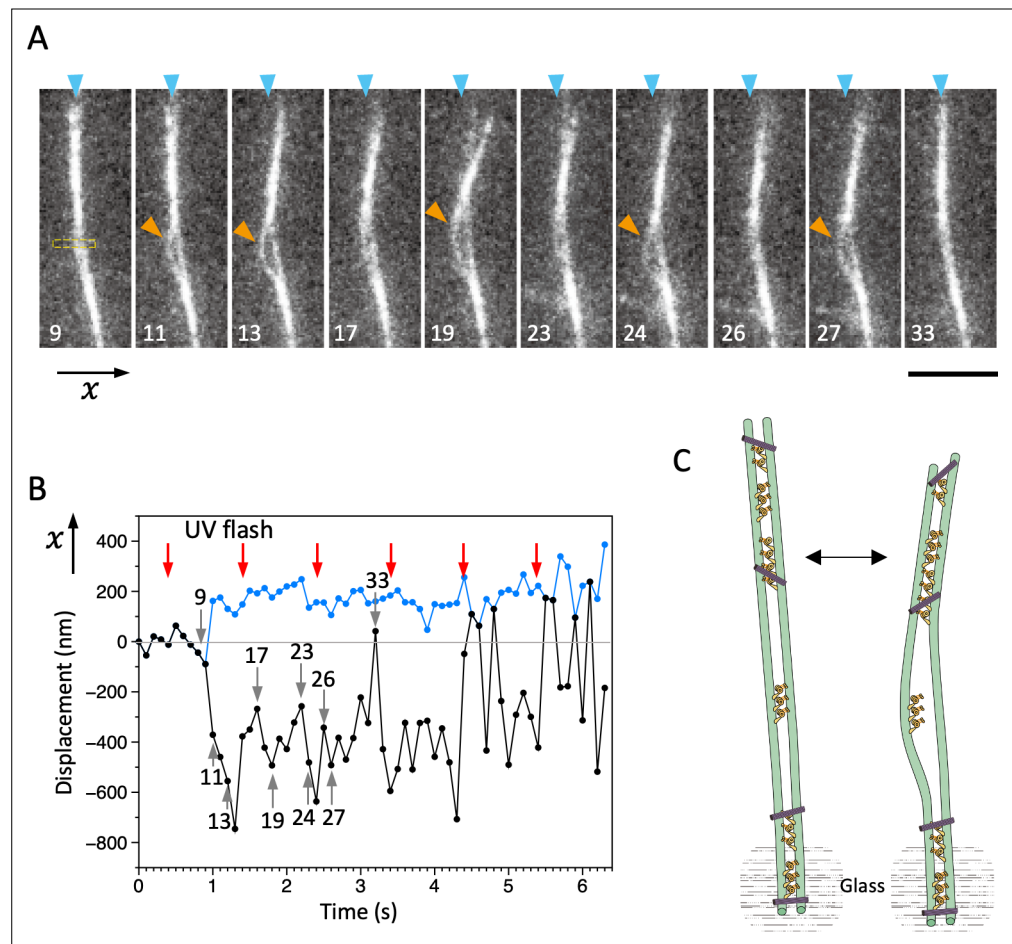 A
9 11 13 17 19 23 24 26 27 33
x
B
x
UV flash
Displacement (nm)
400
200
0
−200
−400
−600
−800
9
11
13
17
19
23
24
26
27
33
0 1 2 3 4 5 6
Time (s)
C
Glass